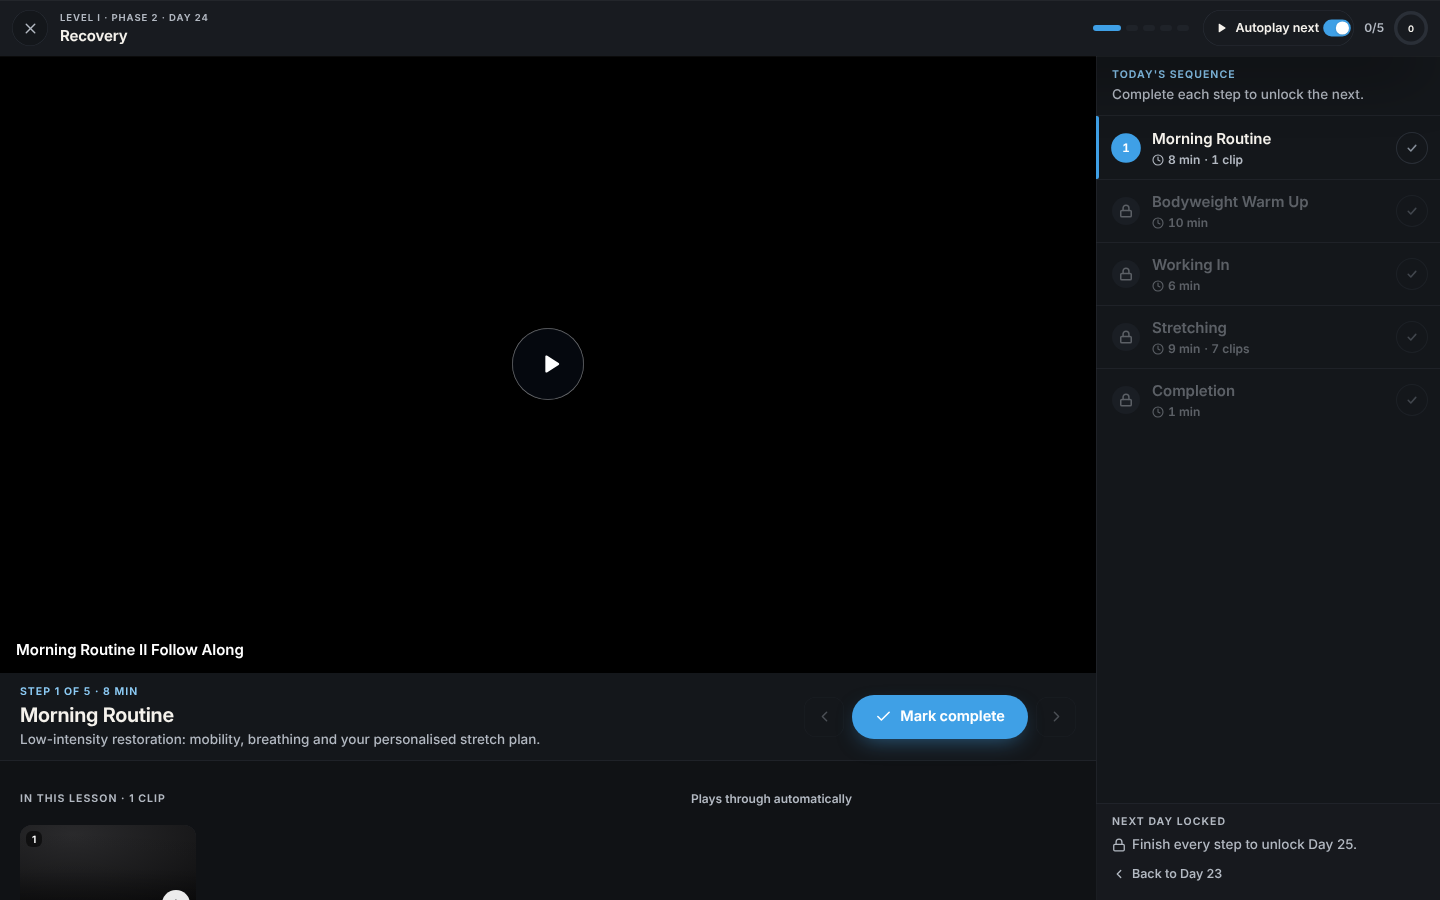 LEVEL I · PHASE 2 · DAY 24
Recovery
Autoplay next
0/5
0
TODAY'S SEQUENCE
Complete each step to unlock the next.
1
Morning Routine
8 min · 1 clip
Bodyweight Warm Up
10 min
Working In
6 min
Stretching
9 min · 7 clips
Completion
1 min
Morning Routine II Follow Along
STEP 1 OF 5 · 8 MIN
Morning Routine
Low-intensity restoration: mobility, breathing and your personalised stretch plan.
Mark complete
IN THIS LESSON · 1 CLIP
Plays through automatically
1
NEXT DAY LOCKED
Finish every step to unlock Day 25.
Back to Day 23